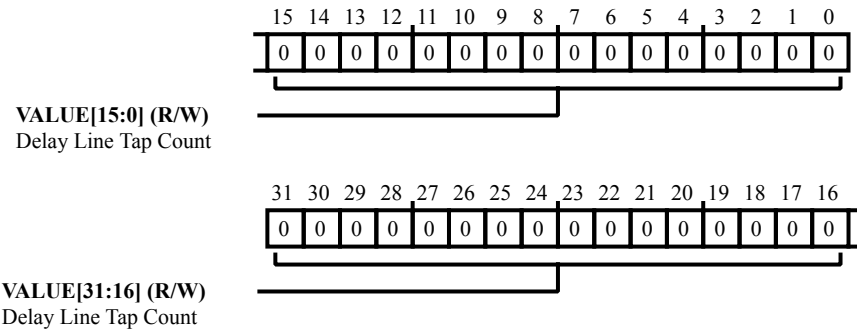 15 14 13 12 11 10 9 8 7 6 5 4 3 2 1 0
0 0 0 0 0 0 0 0 0 0 0 0 0 0 0 0
VALUE[15:0] (R/W)
Delay Line Tap Count
31 30 29 28 27 26 25 24 23 22 21 20 19 18 17 16
0 0 0 0 0 0 0 0 0 0 0 0 0 0 0 0
VALUE[31:16] (R/W)
Delay Line Tap Count